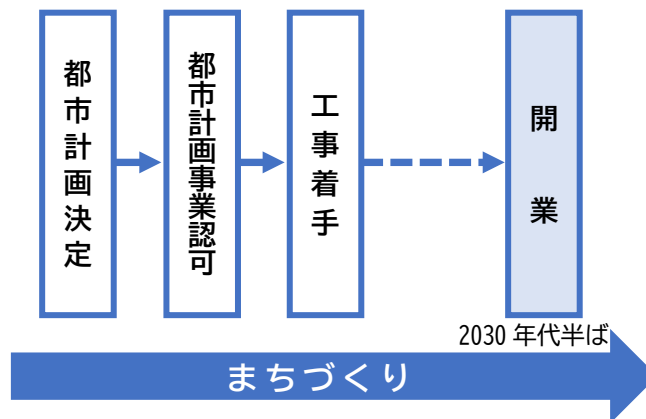 都市計画決定
都市計画事業認可
工事着手
開業
2030年代半ば
まちづくり